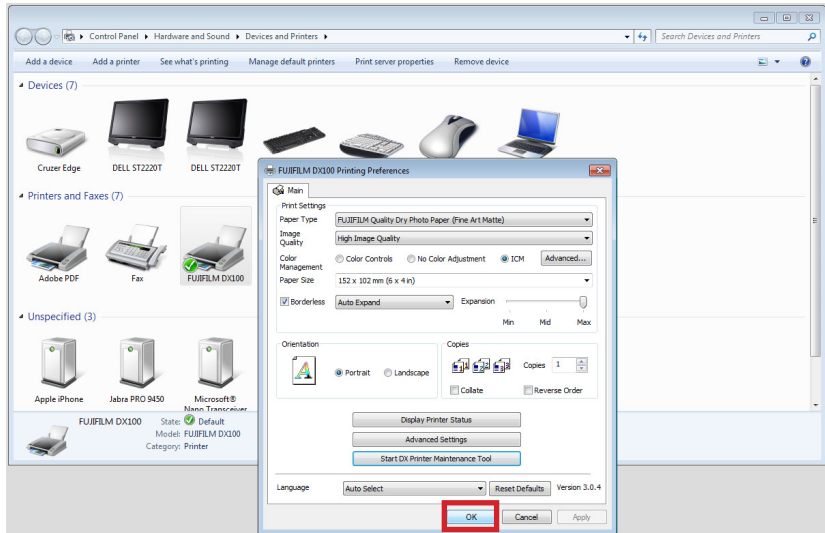 Control Panel ▸ Hardware and Sound ▸ Devices and Printers ▸
Search Devices and Printers
Add a device Add a printer See what's printing Manage default printers Print server properties Remove device
Devices (7)
Cruzer Edge DELL ST2220T DELL ST2220T
Printers and Faxes (7)
Adobe PDF Fax FUJIFILM DX100
Unspecified (3)
Apple iPhone Jabra PRO 9450 Microsoft®
Nano Transceiver
FUJIFILM DX100 State: Default
Model: FUJIFILM DX100
Category: Printer
FUJIFILM DX100 Printing Preferences
Main
Print Settings
Paper Type FUJIFILM Quality Dry Photo Paper (Fine Art Matte)
Image
Quality High Image Quality
Color
Management Color Controls No Color Adjustment ICM Advanced...
Paper Size 152 x 102 mm (6 x 4 in)
Borderless Auto Expand Expansion
Min Mid Max
Orientation
A Portrait Landscape
Copies
Copies 1
Collate Reverse Order
Display Printer Status
Advanced Settings
Start DX Printer Maintenance Tool
Language Auto Select Reset Defaults Version 3.0.4
OK Cancel Apply